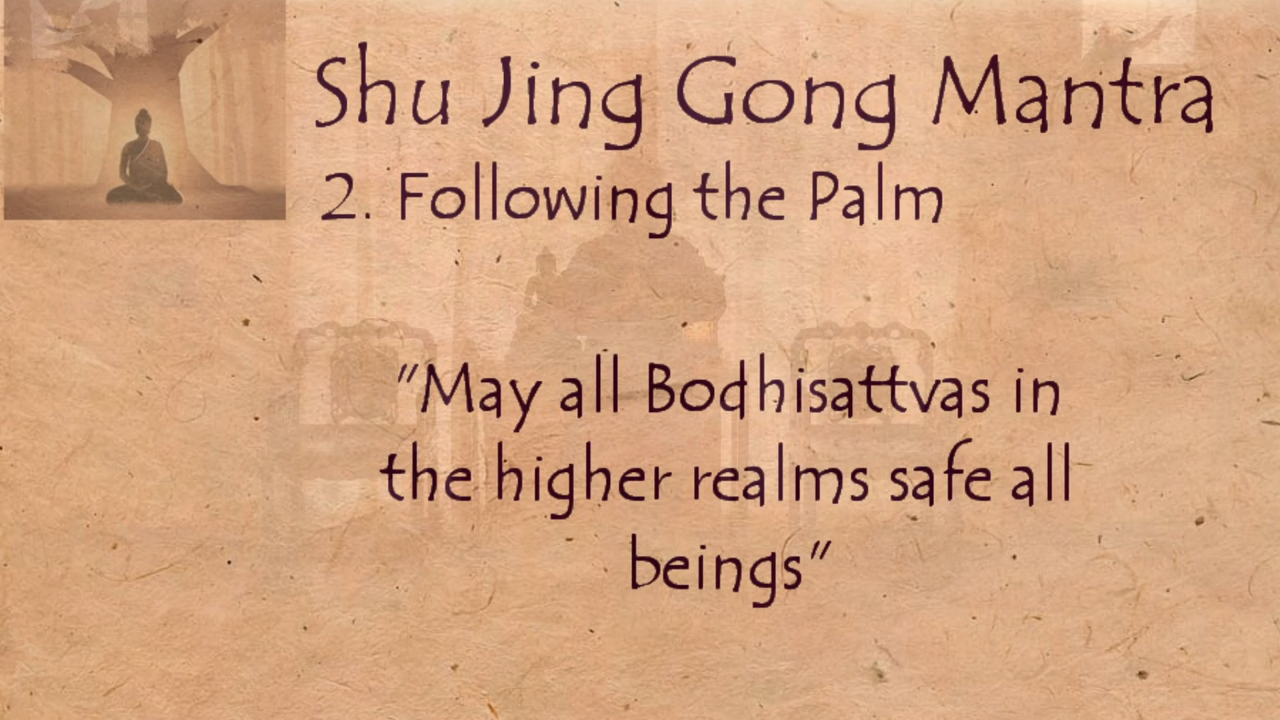 Shu Jing Gong Mantra
2. Following the Palm
"May all Bodhisattvas in
the higher realms safe all
beings"